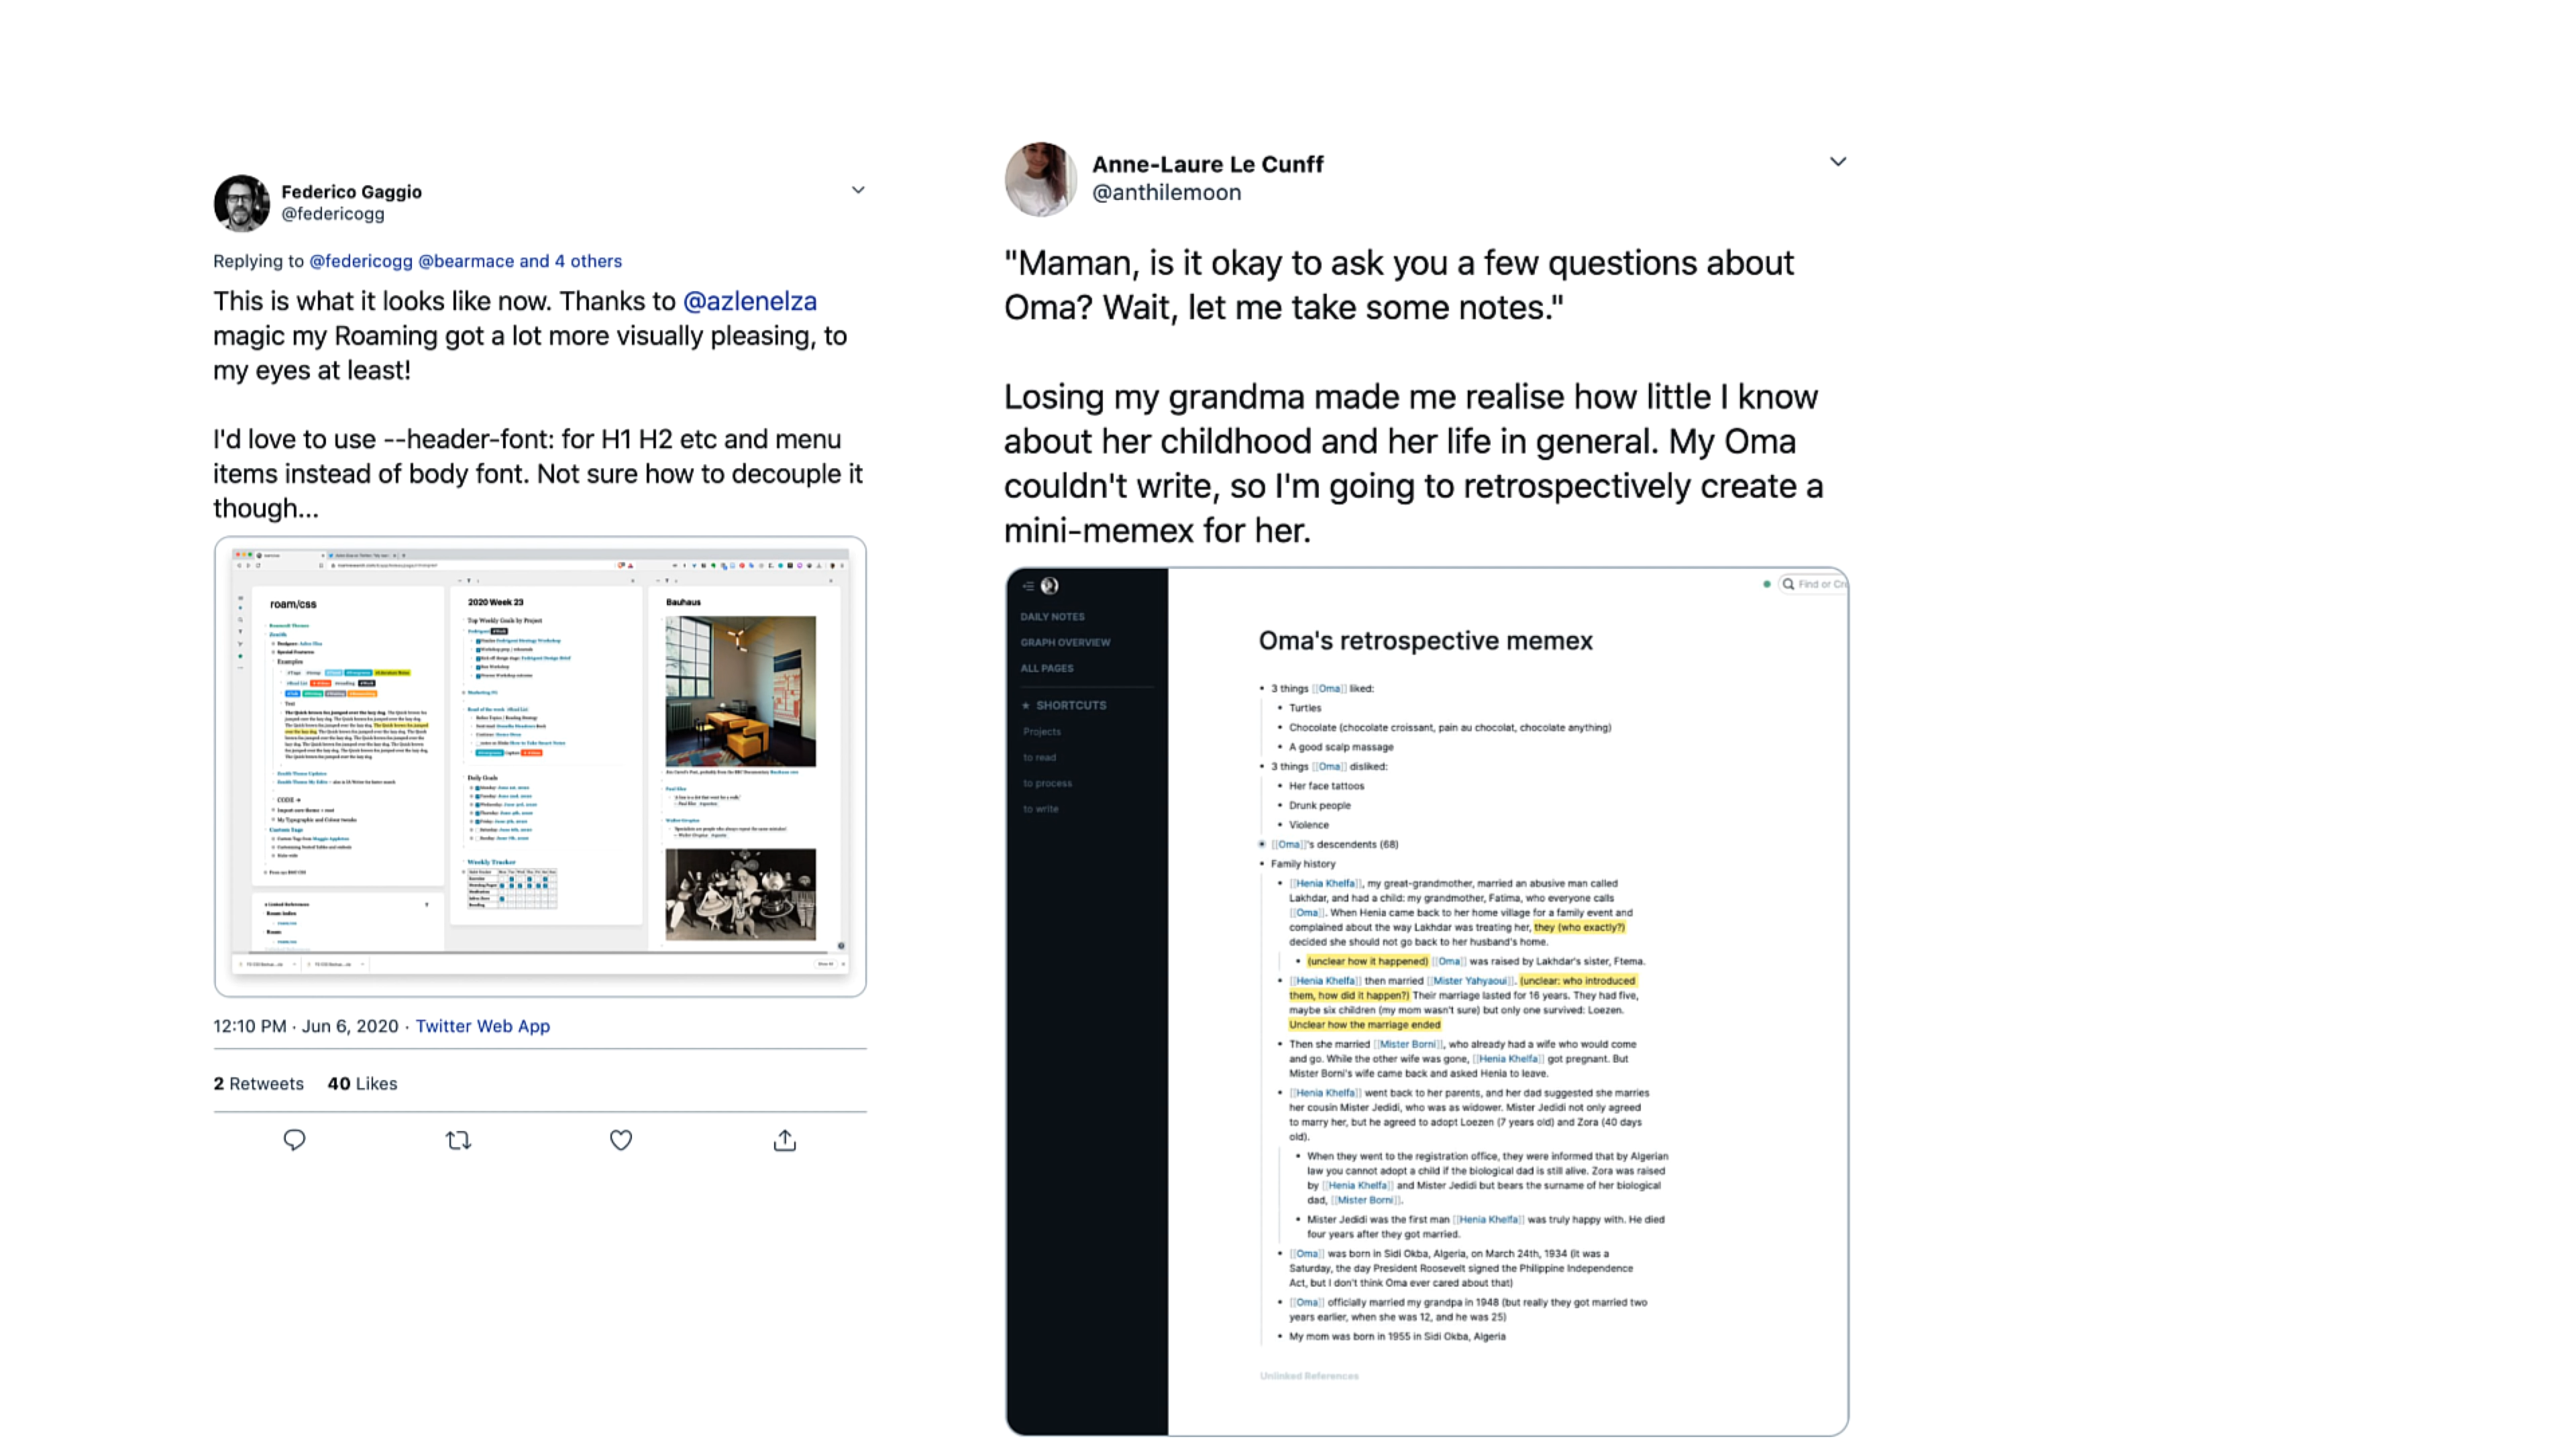 Federico Gaggio
@federicogg
Replying to @federicogg @bearmace and 4 others
This is what it looks like now. Thanks to @azlenelza
magic my Roaming got a lot more visually pleasing, to
my eyes at least!
I'd love to use --header-font: for H1 H2 etc and menu
items instead of body font. Not sure how to decouple it
though...
roam/css
Examples
Text
CODE
Custom Tags
2020 Week 23
Top Weekly Goals by Project
Daily Goals
Weekly Tracker
Bauhaus
12:10 PM · Jun 6, 2020 · Twitter Web App
2 Retweets 40 Likes
Anne-Laure Le Cunff
@anthilemoon
"Maman, is it okay to ask you a few questions about
Oma? Wait, let me take some notes."
Losing my grandma made me realise how little I know
about her childhood and her life in general. My Oma
couldn't write, so I'm going to retrospectively create a
mini-memex for her.
DAILY NOTES
GRAPH OVERVIEW
ALL PAGES
★ SHORTCUTS
Projects
to read
to process
to write
Find or Cr
Oma's retrospective memex
• 3 things [[Oma]] liked:
• Turtles
• Chocolate (chocolate croissant, pain au chocolat, chocolate anything)
• A good scalp massage
• 3 things [[Oma]] disliked:
• Her face tattoos
• Drunk people
• Violence
• [[Oma]]'s descendents (68)
• Family history
• [[Henia Khelfa]], my great-grandmother, married an abusive man called
Lakhdar, and had a child: my grandmother, Fatima, who everyone calls
[[Oma]]. When Henia came back to her home village for a family event and
complained about the way Lakhdar was treating her, they (who exactly?)
decided she should not go back to her husband's home.
• (unclear how it happened) [[Oma]] was raised by Lakhdar's sister, Ftema.
• [[Henia Khelfa]] then married [[Mister Yahyaoui]]. (unclear: who introduced
them, how did it happen?) Their marriage lasted for 16 years. They had five,
maybe six children (my mom wasn't sure) but only one survived: Loezen.
Unclear how the marriage ended
• Then she married [[Mister Borni]], who already had a wife who would come
and go. While the other wife was gone, [[Henia Khelfa]] got pregnant. But
Mister Borni's wife came back and asked Henia to leave.
• [[Henia Khelfa]] went back to her parents, and her dad suggested she marries
her cousin Mister Jedidi, who was as widower. Mister Jedidi not only agreed
to marry her, but he agreed to adopt Loezen (7 years old) and Zora (40 days
old).
• When they went to the registration office, they were informed that by Algerian
law you cannot adopt a child if the biological dad is still alive. Zora was raised
by [[Henia Khelfa]] and Mister Jedidi but bears the surname of her biological
dad, [[Mister Borni]].
• Mister Jedidi was the first man [[Henia Khelfa]] was truly happy with. He died
four years after they got married.
• [[Oma]] was born in Sidi Okba, Algeria, on March 24th, 1934 (it was a
Saturday, the day President Roosevelt signed the Philippine Independence
Act, but I don't think Oma ever cared about that)
• [[Oma]] officially married my grandpa in 1948 (but really they got married two
years earlier, when she was 12, and he was 25)
• My mom was born in 1955 in Sidi Okba, Algeria
Unlinked References